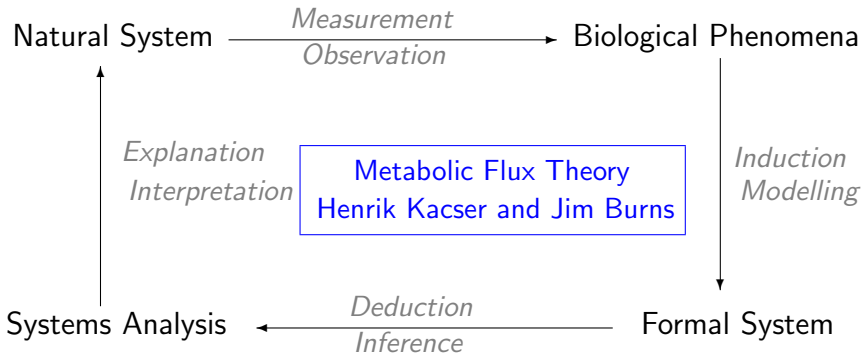 Natural System
Measurement
Observation
Biological Phenomena
Explanation
Interpretation
Metabolic Flux Theory
Henrik Kacser and Jim Burns
Induction
Modelling
Systems Analysis
Deduction
Inference
Formal System